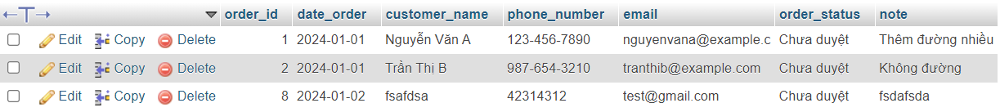 order_id date_order customer_name phone_number email order_status note
Edit Copy Delete 1 2024-01-01 Nguyễn Văn A 123-456-7890 nguyenvana@example.c Chưa duyệt Thêm đường nhiều
Edit Copy Delete 2 2024-01-01 Trần Thị B 987-654-3210 tranthib@example.com Chưa duyệt Không đường
Edit Copy Delete 8 2024-01-02 fsafdsa 42314312 test@gmail.com Chưa duyệt fsdafsda